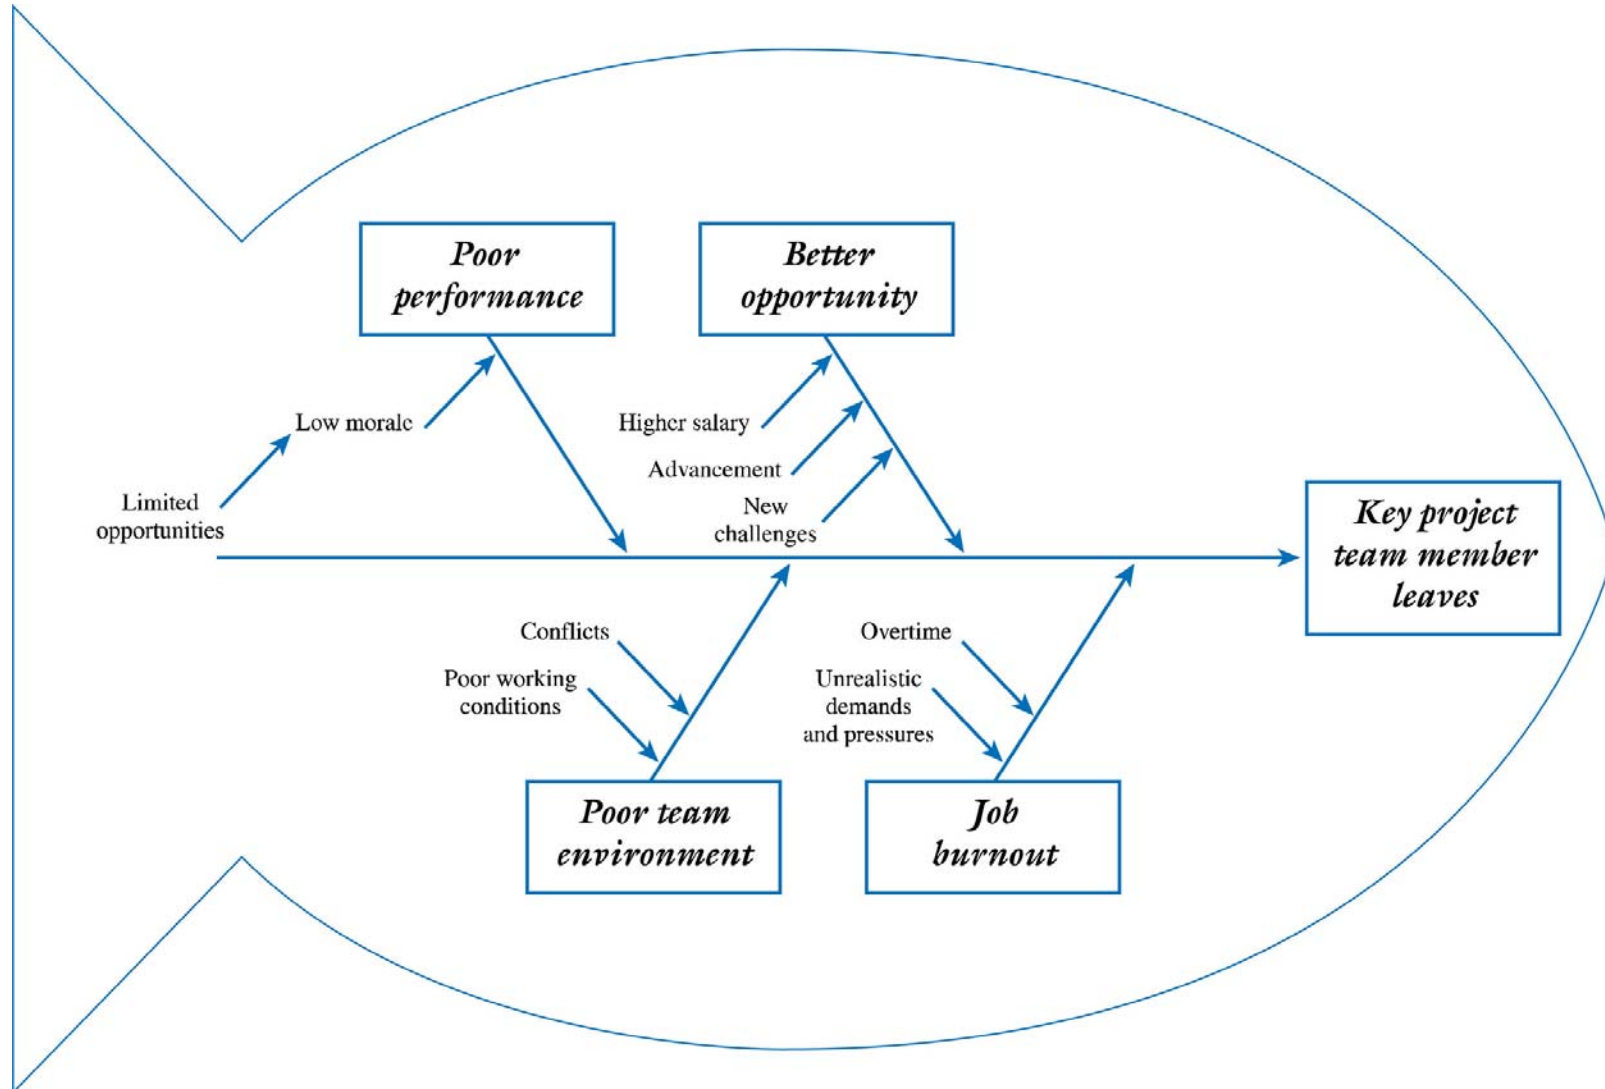 Poor
performance
Better
opportunity
Low morale
Higher salary
Advancement
Limited
opportunities
New
challenges
Key project
team member
leaves
Conflicts
Poor working
conditions
Overtime
Unrealistic
demands
and pressures
Poor team
environment
Job
burnout